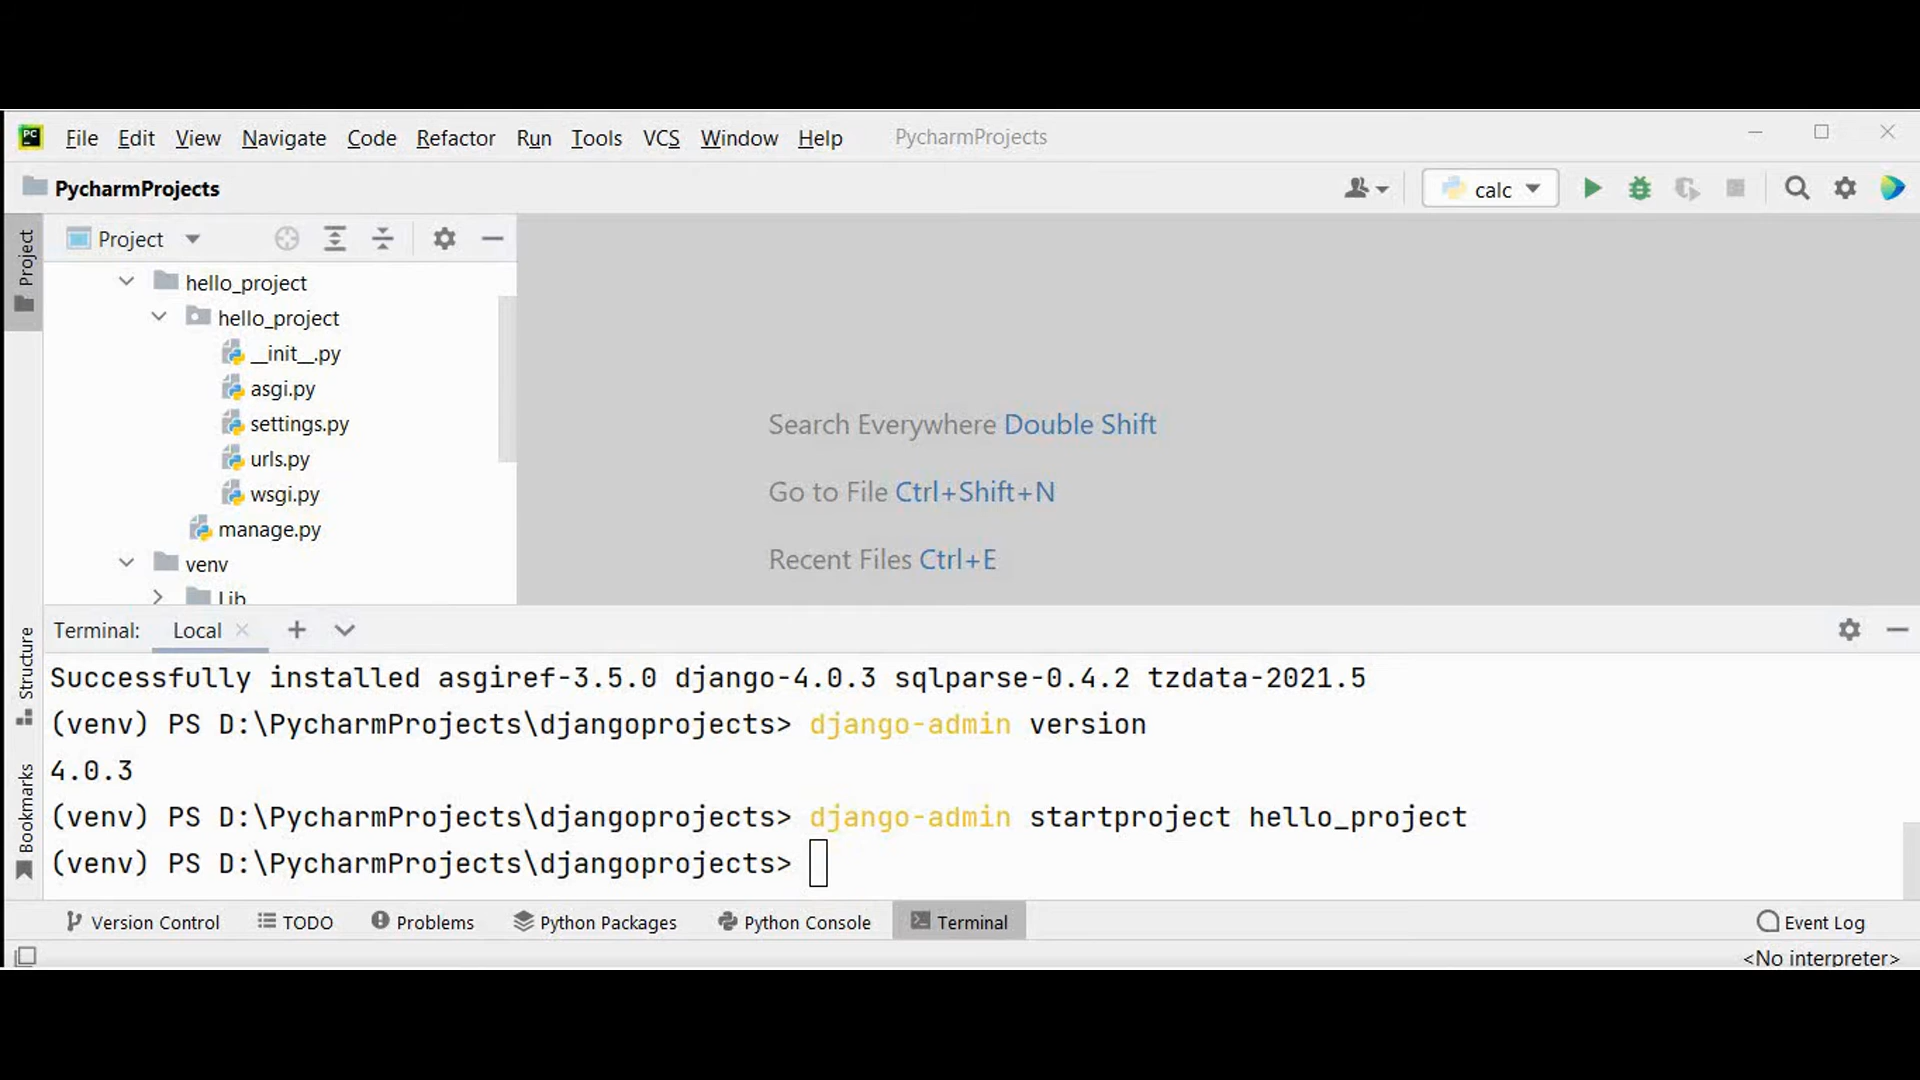 PC File Edit View Navigate Code Refactor Run Tools VCS Window Help PycharmProjects
PycharmProjects calc
Project
Project
hello_project
hello_project
__init__.py
asgi.py
settings.py
urls.py
wsgi.py
manage.py
venv
Lib
Search Everywhere Double Shift
Go to File Ctrl+Shift+N
Recent Files Ctrl+E
Structure
Bookmarks
Terminal: Local
Successfully installed asgiref-3.5.0 django-4.0.3 sqlparse-0.4.2 tzdata-2021.5
(venv) PS D:\PycharmProjects\djangoprojects> django-admin version
4.0.3
(venv) PS D:\PycharmProjects\djangoprojects> django-admin startproject hello_project
(venv) PS D:\PycharmProjects\djangoprojects>
Version Control TODO Problems Python Packages Python Console Terminal Event Log
<No interpreter>